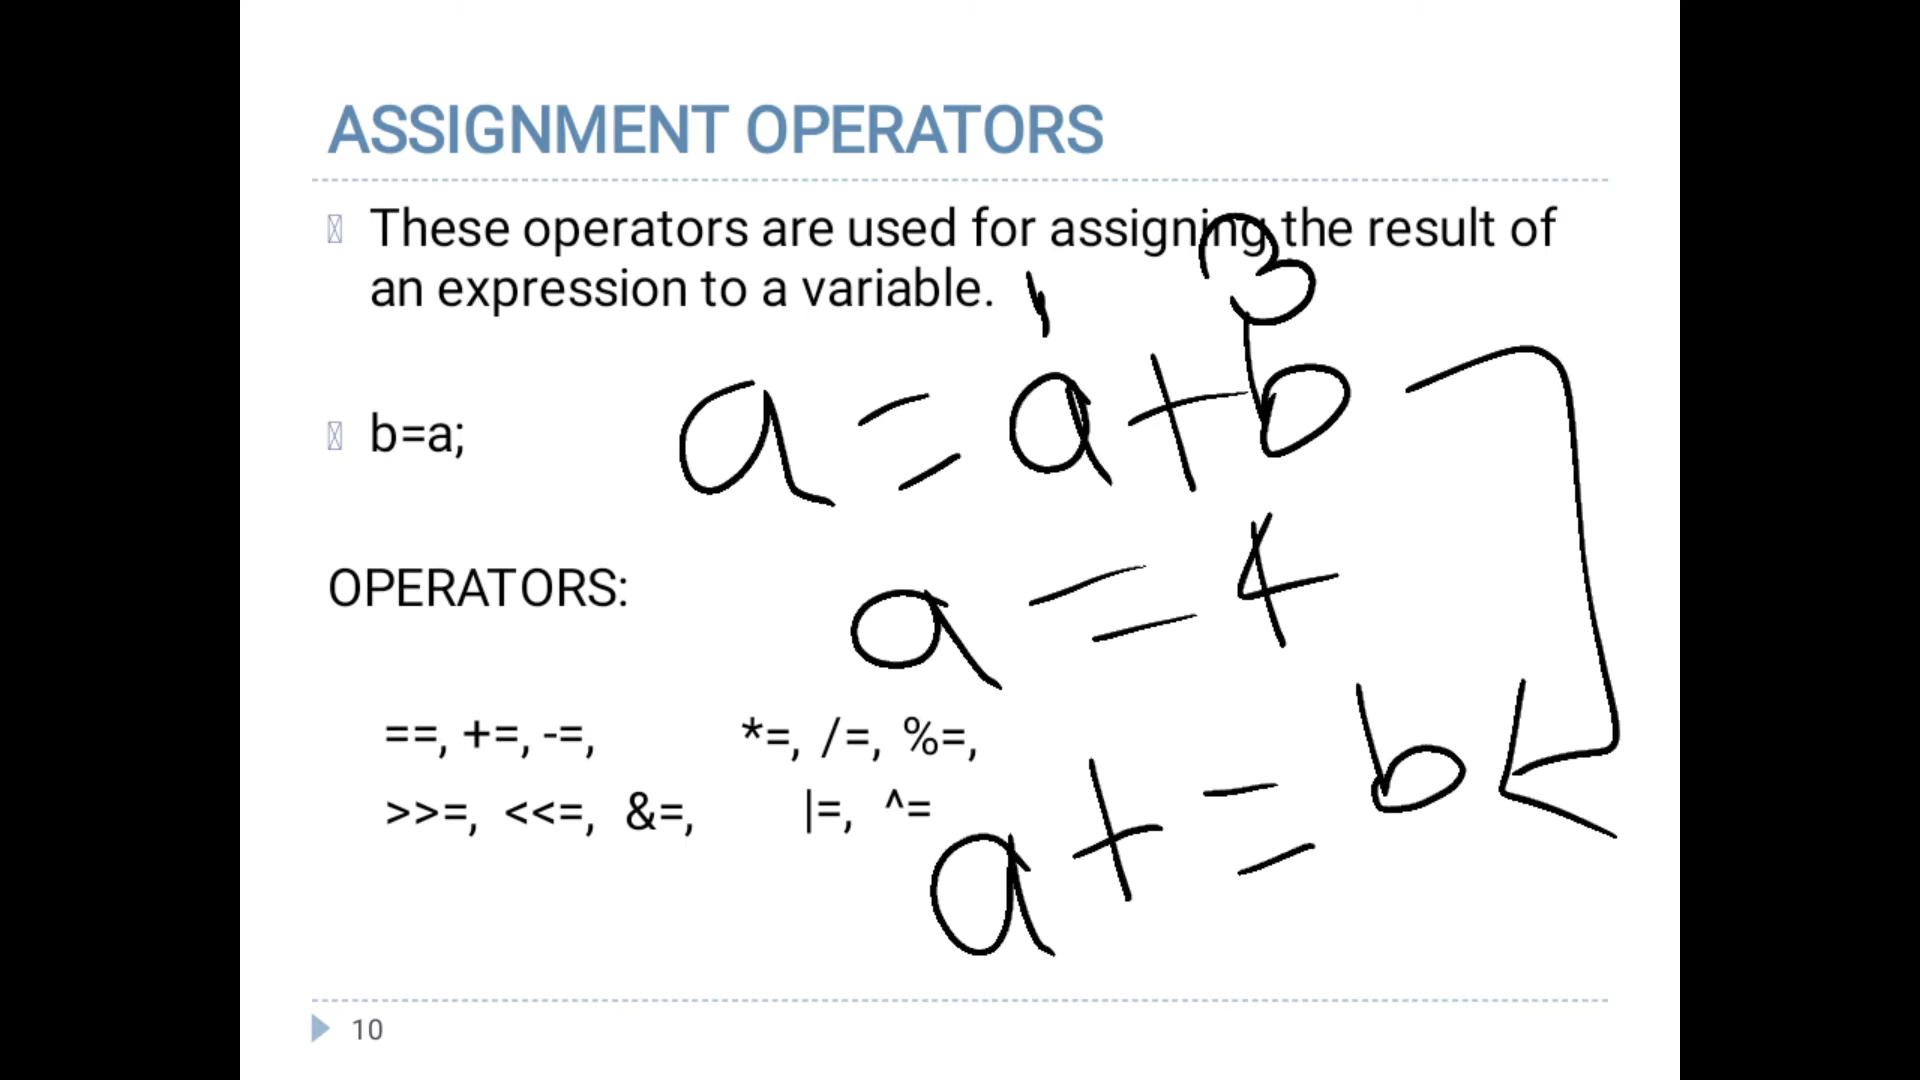 ASSIGNMENT OPERATORS
These operators are used for assigning the result of
an expression to a variable.
1 3
b=a;
a = a + b
a = 4
OPERATORS:
==, +=, -=, *=, /=, %=,
>>=, <<=, &=, |=, ^=
a + = b
10